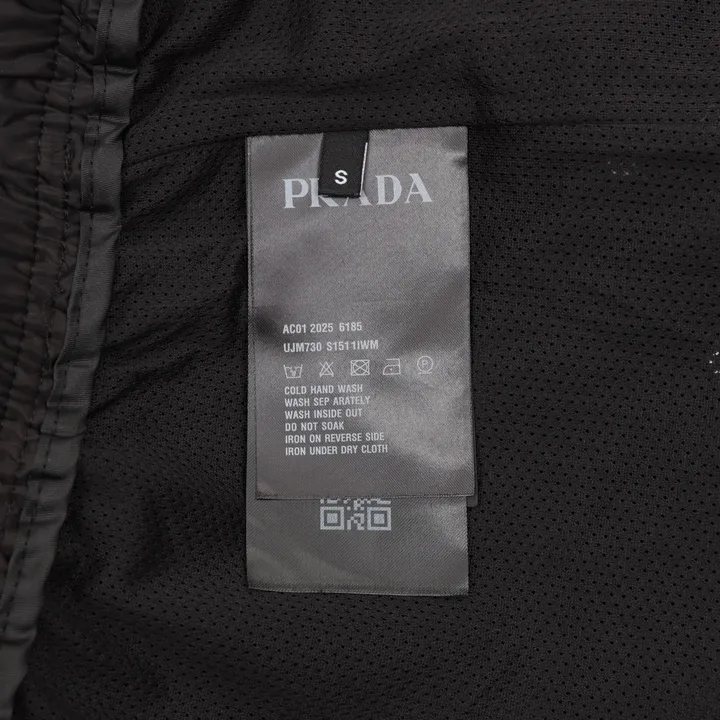 S
PRADA
AC01 2025 6185
UJM730 S1511IWM
P
COLD HAND WASH
WASH SEP ARATELY
WASH INSIDE OUT
DO NOT SOAK
IRON ON REVERSE SIDE
IRON UNDER DRY CLOTH